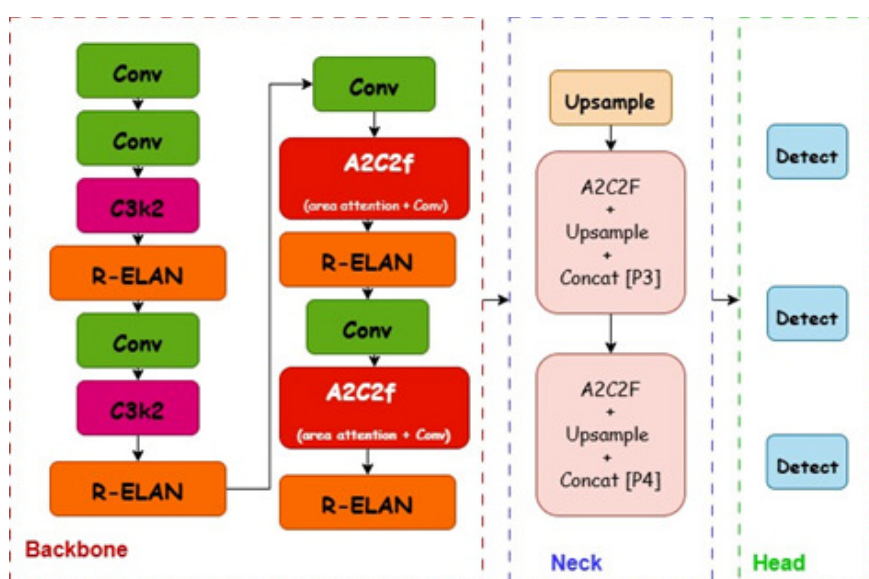 Conv
Conv
C3k2
R-ELAN
Conv
C3k2
R-ELAN
Conv
A2C2f
(area attention + Conv)
R-ELAN
Conv
A2C2f
(area attention + Conv)
R-ELAN
Backbone
Upsample
A2C2F
+
Upsample
+
Concat [P3]
A2C2F
+
Upsample
+
Concat [P4]
Neck
Detect
Detect
Detect
Head